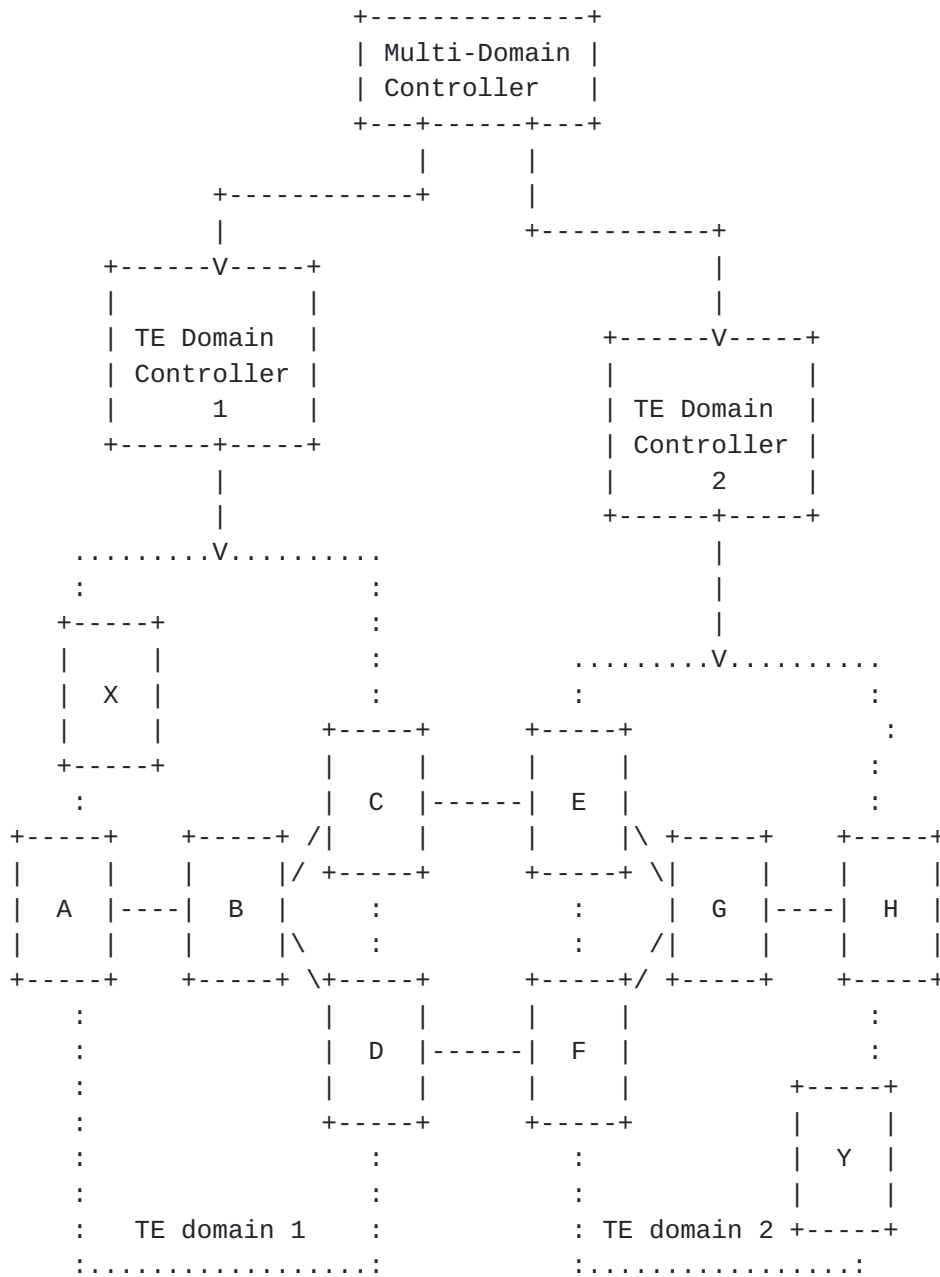 Multi-Domain
Controller
TE Domain
Controller
1
TE Domain
Controller
2
X
C
E
A
B
G
H
D
F
Y
TE domain 1
TE domain 2